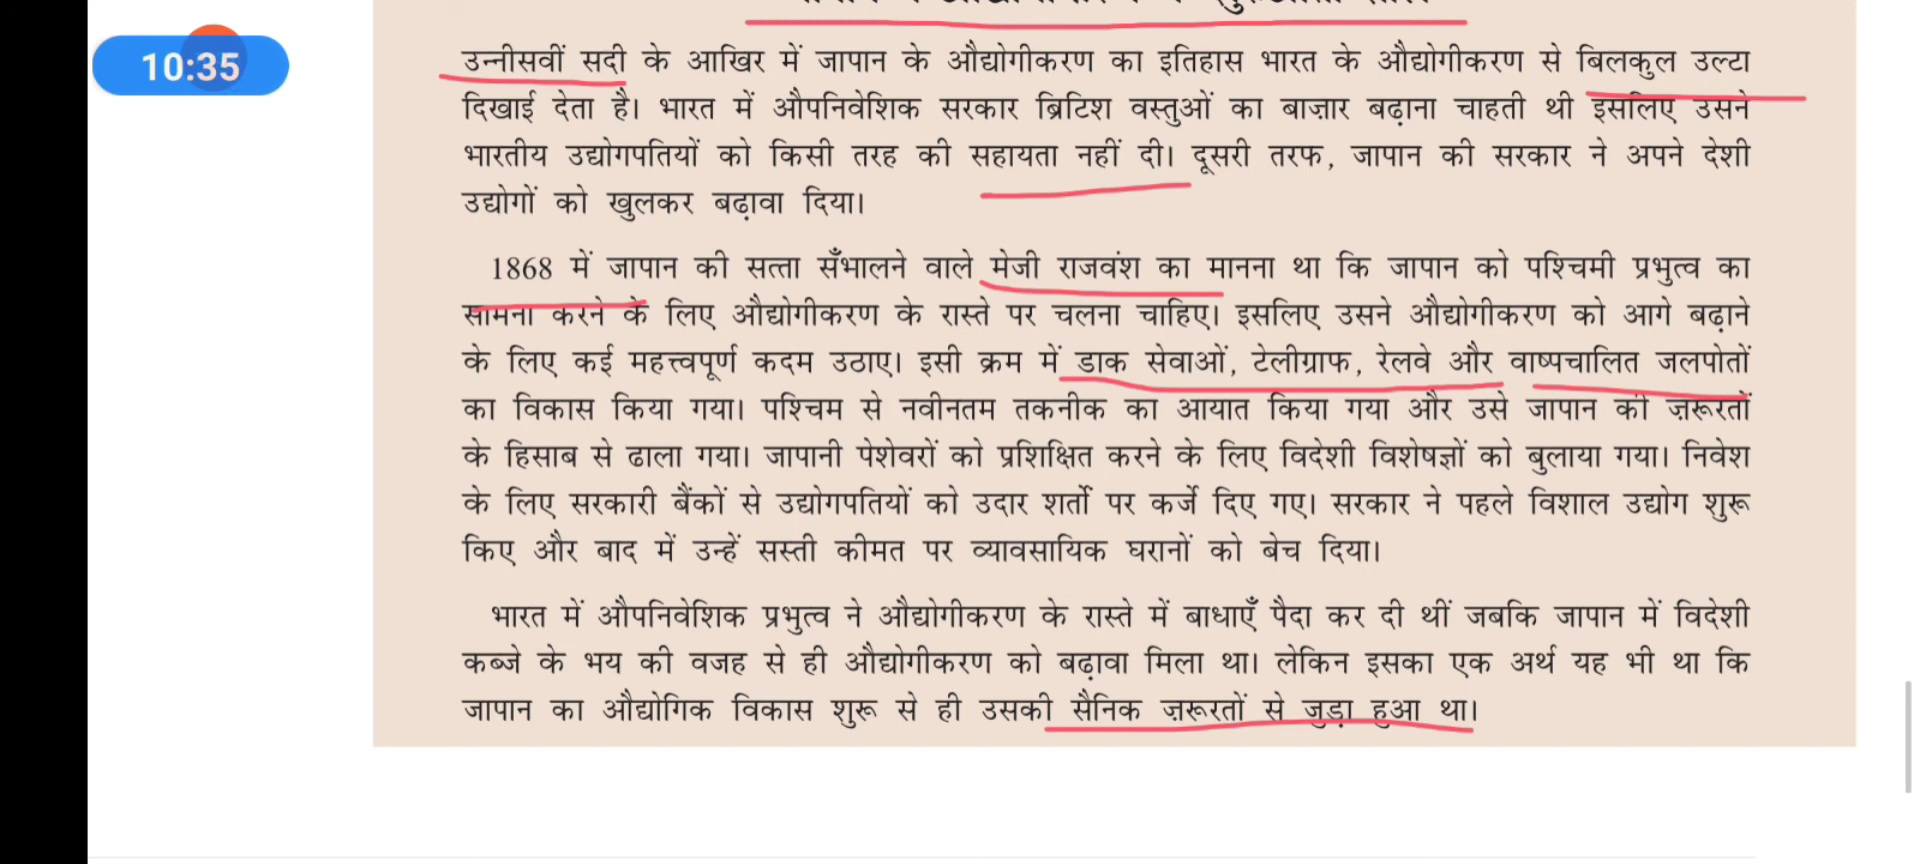 10:35
उन्नीसवीं सदी के आखिर में जापान के औद्योगीकरण का इतिहास भारत के औद्योगीकरण से बिलकुल उल्टा
दिखाई देता है। भारत में औपनिवेशिक सरकार ब्रिटिश वस्तुओं का बाज़ार बढ़ाना चाहती थी इसलिए उसने
भारतीय उद्योगपतियों को किसी तरह की सहायता नहीं दी। दूसरी तरफ, जापान की सरकार ने अपने देशी
उद्योगों को खुलकर बढ़ावा दिया।
1868 में जापान की सत्ता सँभालने वाले मेजी राजवंश का मानना था कि जापान को पश्चिमी प्रभुत्व का
सामना करने के लिए औद्योगीकरण के रास्ते पर चलना चाहिए। इसलिए उसने औद्योगीकरण को आगे बढ़ाने
के लिए कई महत्त्वपूर्ण कदम उठाए। इसी क्रम में डाक सेवाओं, टेलीग्राफ, रेलवे और वाष्पचालित जलपोतों
का विकास किया गया। पश्चिम से नवीनतम तकनीक का आयात किया गया और उसे जापान की ज़रूरतों
के हिसाब से ढाला गया। जापानी पेशेवरों को प्रशिक्षित करने के लिए विदेशी विशेषज्ञों को बुलाया गया। निवेश
के लिए सरकारी बैंकों से उद्योगपतियों को उदार शर्तों पर कर्जे दिए गए। सरकार ने पहले विशाल उद्योग शुरू
किए और बाद में उन्हें सस्ती कीमत पर व्यावसायिक घरानों को बेच दिया।
भारत में औपनिवेशिक प्रभुत्व ने औद्योगीकरण के रास्ते में बाधाएँ पैदा कर दी थीं जबकि जापान में विदेशी
कब्जे के भय की वजह से ही औद्योगीकरण को बढ़ावा मिला था। लेकिन इसका एक अर्थ यह भी था कि
जापान का औद्योगिक विकास शुरू से ही उसकी सैनिक ज़रूरतों से जुड़ा हुआ था।